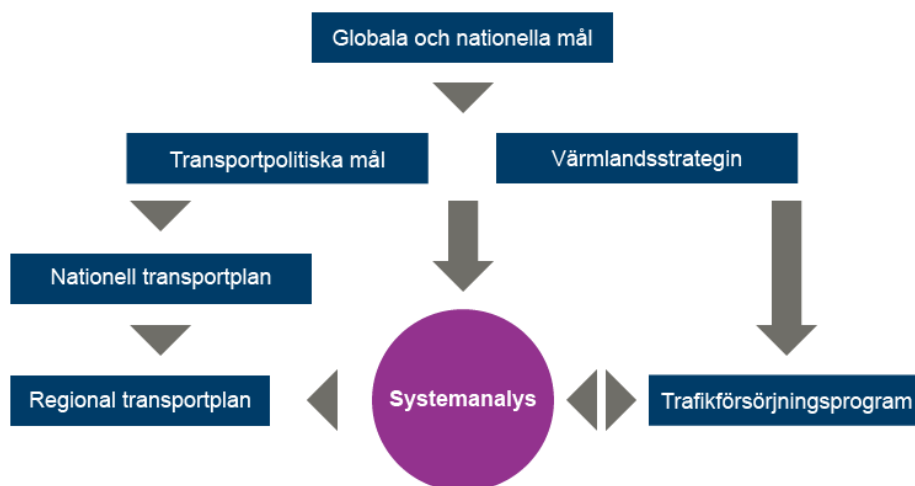 Globala och nationella mål
Transportpolitiska mål
Värmlandsstrategin
Nationell transportplan
Regional transportplan
Systemanalys
Trafikförsörjningsprogram